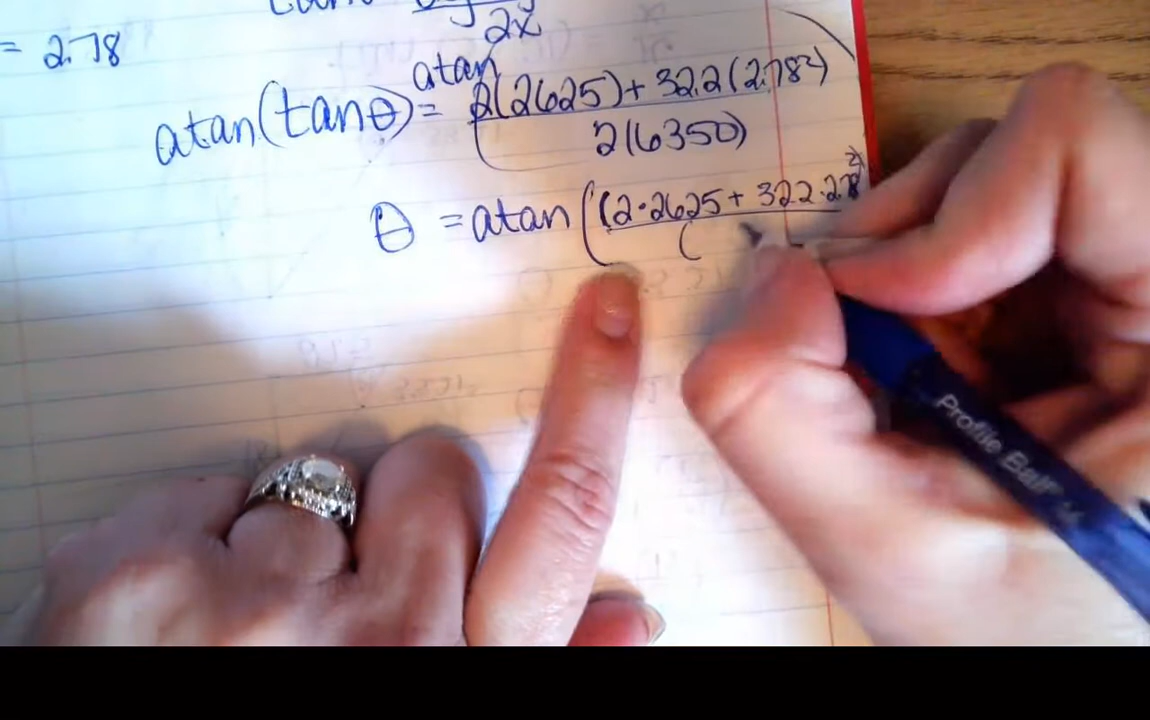 = 2.78
2x
atan
atan(tanθ) = (2(2625) + 32.2(2.78²)
2(6350)
θ = atan ((2·2625 + 32.2·2.78²)
(
Profile Ball